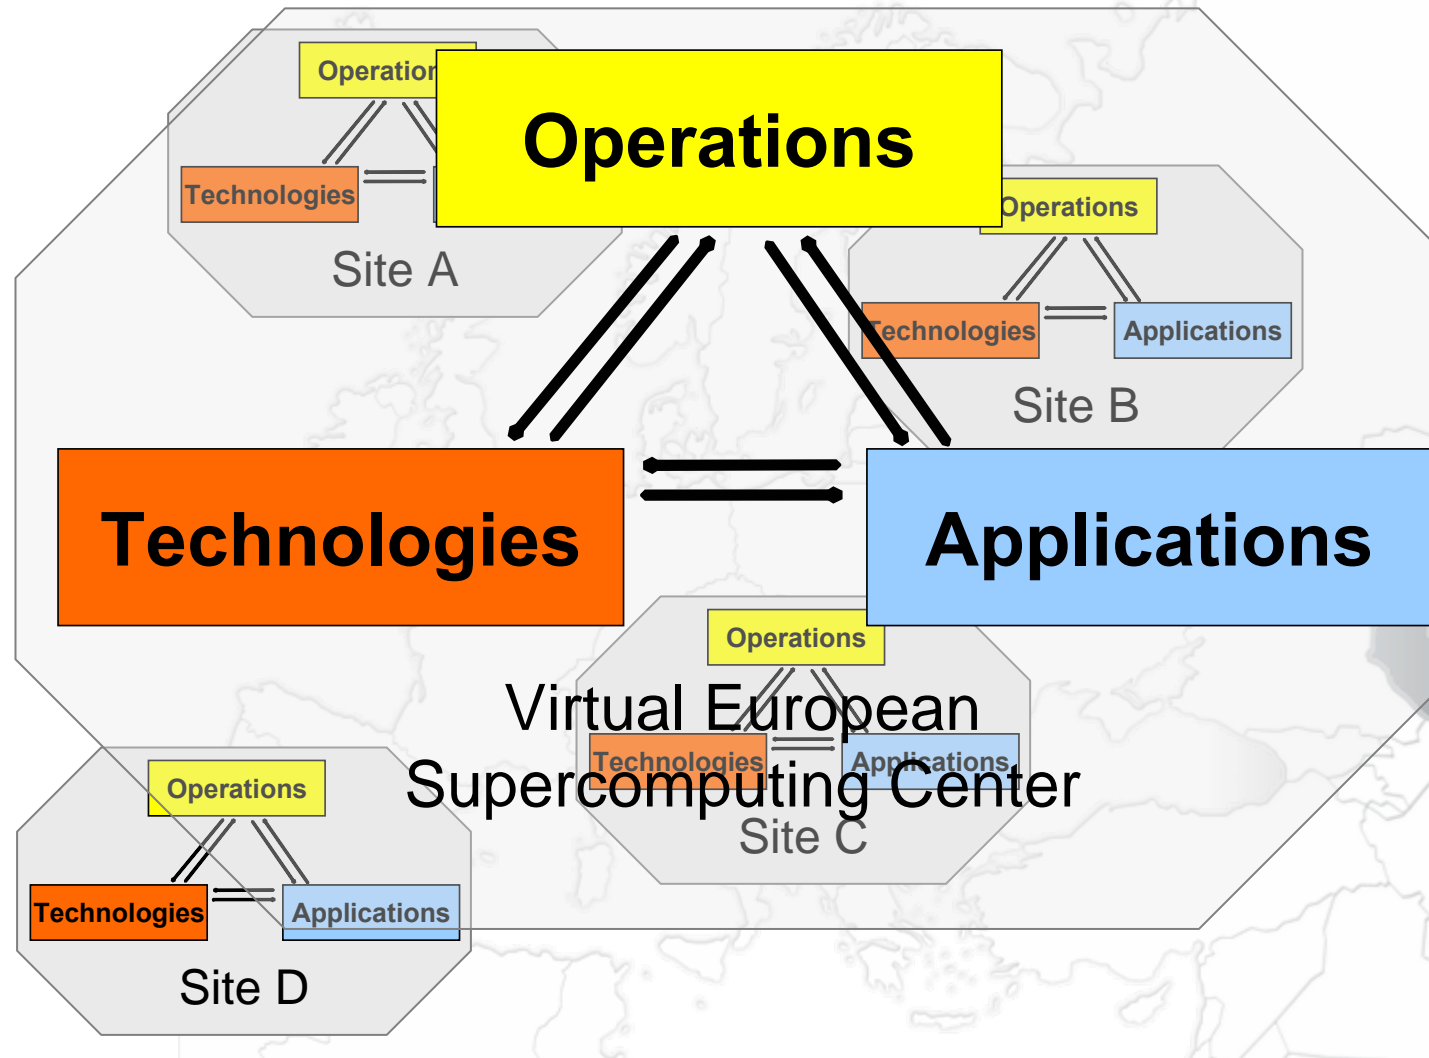 Operation
Operations
Technologies
Site A
Operations
Technologies
Applications
Site B
Technologies
Applications
Operations
Technologies
Applications
Site C
Virtual European
Supercomputing Center
Operations
Technologies
Applications
Site D